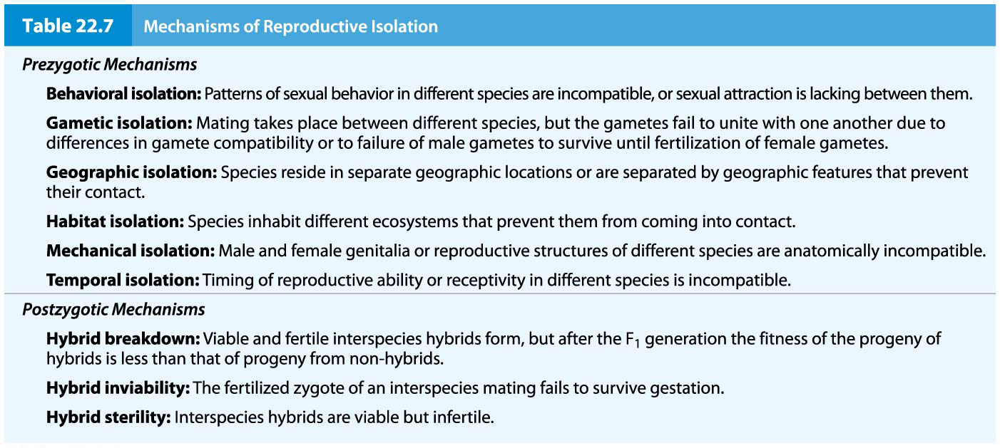 Table 22.7 Mechanisms of Reproductive Isolation
Prezygotic Mechanisms
Behavioral isolation: Patterns of sexual behavior in different species are incompatible, or sexual attraction is lacking between them.
Gametic isolation: Mating takes place between different species, but the gametes fail to unite with one another due to
differences in gamete compatibility or to failure of male gametes to survive until fertilization of female gametes.
Geographic isolation: Species reside in separate geographic locations or are separated by geographic features that prevent
their contact.
Habitat isolation: Species inhabit different ecosystems that prevent them from coming into contact.
Mechanical isolation: Male and female genitalia or reproductive structures of different species are anatomically incompatible.
Temporal isolation: Timing of reproductive ability or receptivity in different species is incompatible.
Postzygotic Mechanisms
Hybrid breakdown: Viable and fertile interspecies hybrids form, but after the F₁ generation the fitness of the progeny of
hybrids is less than that of progeny from non-hybrids.
Hybrid inviability: The fertilized zygote of an interspecies mating fails to survive gestation.
Hybrid sterility: Interspecies hybrids are viable but infertile.